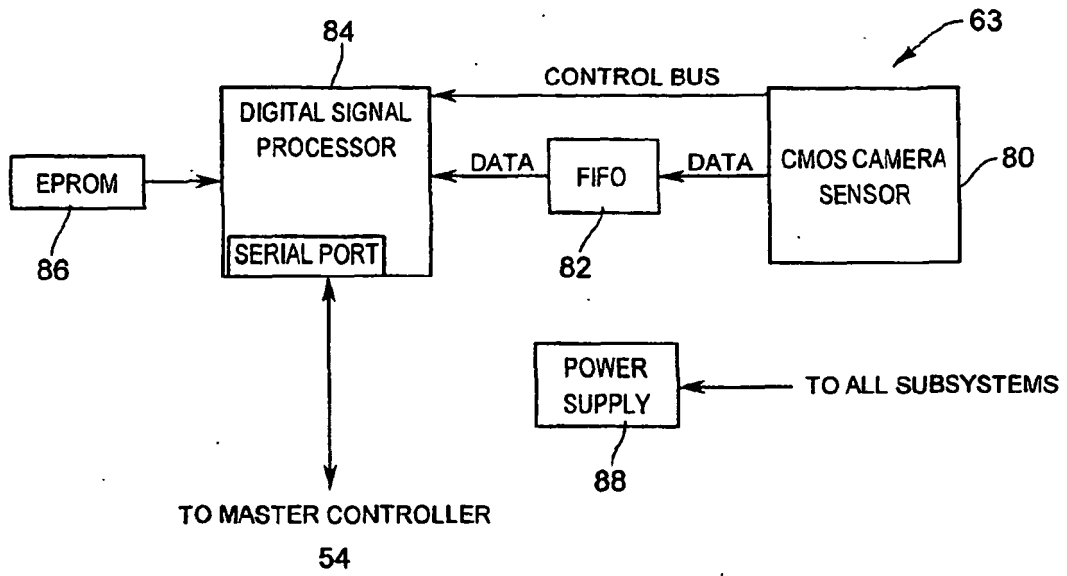 63
84
CONTROL BUS
DIGITAL SIGNAL
PROCESSOR
EPROM
DATA
FIFO
DATA
CMOS CAMERA
SENSOR
80
86
SERIAL PORT
82
POWER
SUPPLY
TO ALL SUBSYSTEMS
88
TO MASTER CONTROLLER
54